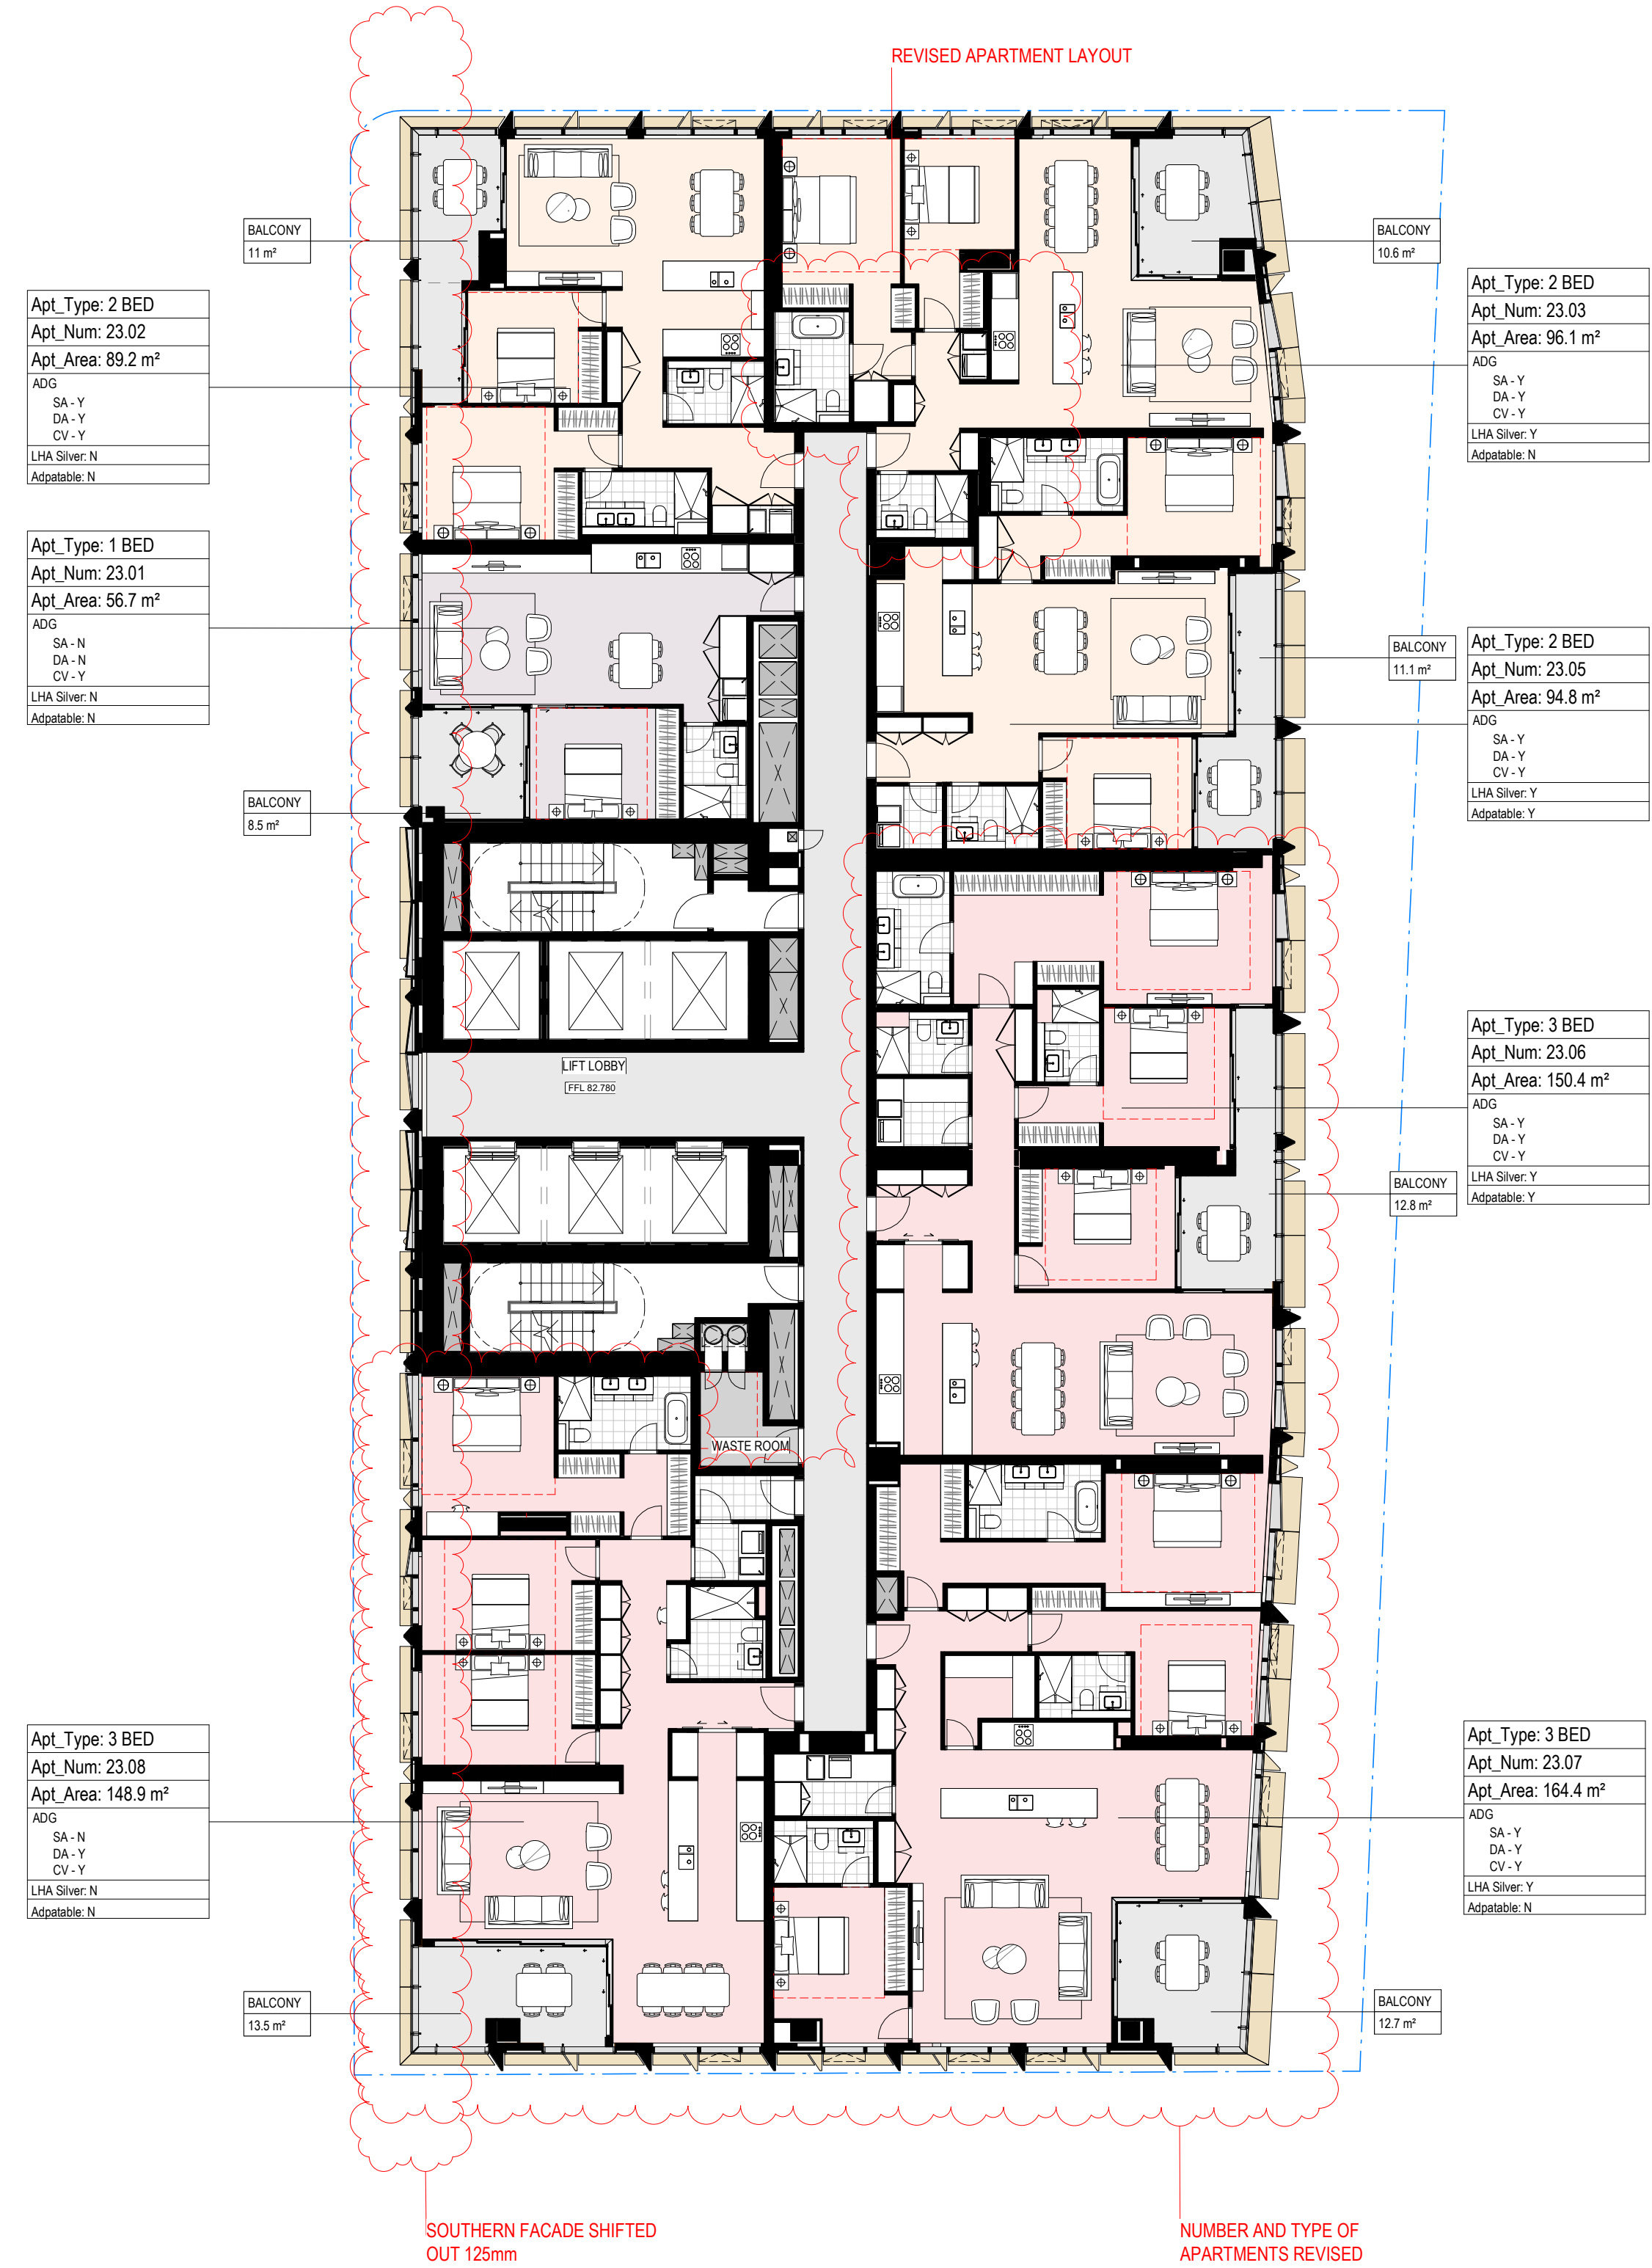 REVISED APARTMENT LAYOUT
BALCONY
11 m²
Apt_Type: 2 BED
Apt_Num: 23.02
Apt_Area: 89.2 m²
ADG
SA - Y
DA - Y
CV - Y
LHA Silver: N
Adpatable: N
Apt_Type: 1 BED
Apt_Num: 23.01
Apt_Area: 56.7 m²
ADG
SA - N
DA - N
CV - Y
LHA Silver: N
Adpatable: N
BALCONY
8.5 m²
BALCONY
10.6 m²
Apt_Type: 2 BED
Apt_Num: 23.03
Apt_Area: 96.1 m²
ADG
SA - Y
DA - Y
CV - Y
LHA Silver: Y
Adpatable: N
BALCONY
11.1 m²
Apt_Type: 2 BED
Apt_Num: 23.05
Apt_Area: 94.8 m²
ADG
SA - Y
DA - Y
CV - Y
LHA Silver: Y
Adpatable: Y
LIFT LOBBY
FFL 82.780
Apt_Type: 3 BED
Apt_Num: 23.06
Apt_Area: 150.4 m²
ADG
SA - Y
DA - Y
CV - Y
LHA Silver: Y
Adpatable: Y
BALCONY
12.8 m²
WASTE ROOM
Apt_Type: 3 BED
Apt_Num: 23.08
Apt_Area: 148.9 m²
ADG
SA - N
DA - Y
CV - Y
LHA Silver: N
Adpatable: N
BALCONY
13.5 m²
Apt_Type: 3 BED
Apt_Num: 23.07
Apt_Area: 164.4 m²
ADG
SA - Y
DA - Y
CV - Y
LHA Silver: Y
Adpatable: N
BALCONY
12.7 m²
SOUTHERN FACADE SHIFTED
OUT 125mm
NUMBER AND TYPE OF
APARTMENTS REVISED